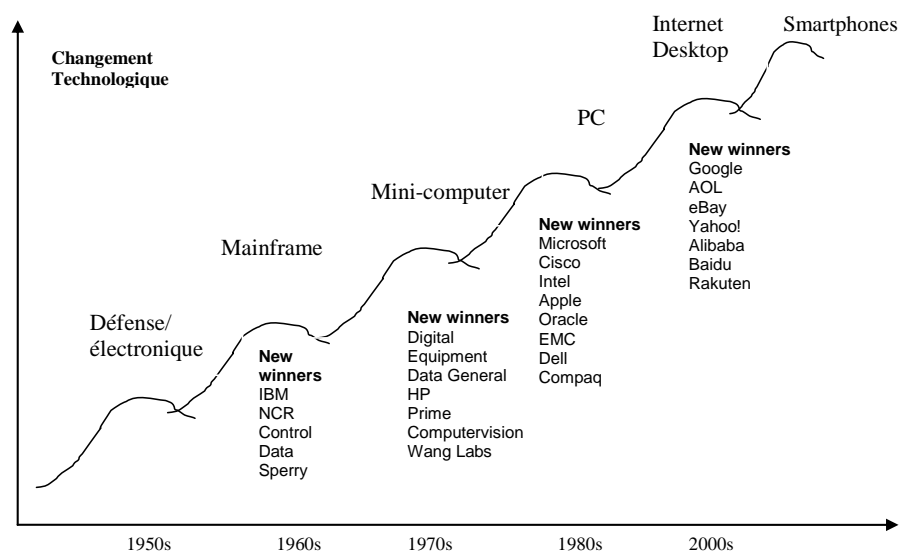 Changement
Technologique
Défense/
électronique
Mainframe
Mini-computer
PC
Internet
Desktop
Smartphones
New
winners
IBM
NCR
Control
Data
Sperry
New winners
Digital
Equipment
Data General
HP
Prime
Computervision
Wang Labs
New winners
Microsoft
Cisco
Intel
Apple
Oracle
EMC
Dell
Compaq
New winners
Google
AOL
eBay
Yahoo!
Alibaba
Baidu
Rakuten
1950s
1960s
1970s
1980s
2000s